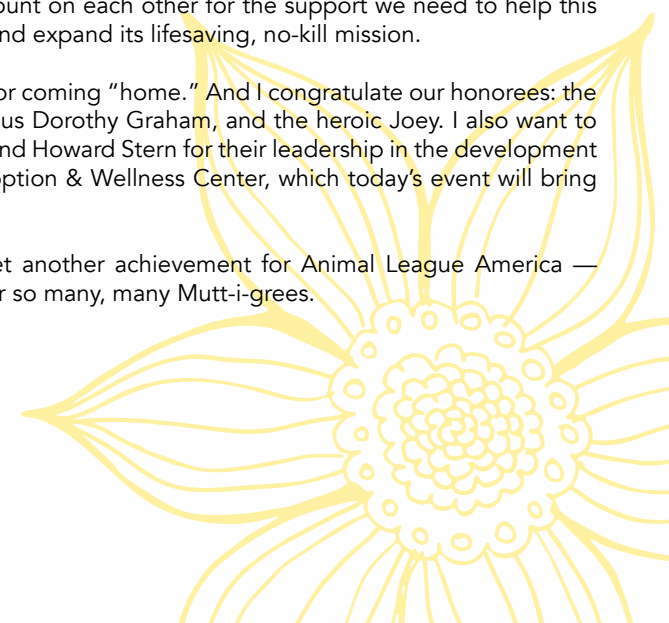 ount on each other for the support we need to help this
nd expand its lifesaving, no-kill mission.
or coming “home.” And I congratulate our honorees: the
us Dorothy Graham, and the heroic Joey. I also want to
nd Howard Stern for their leadership in the development
option & Wellness Center, which today’s event will bring
et another achievement for Animal League America —
r so many, many Mutt-i-grees.